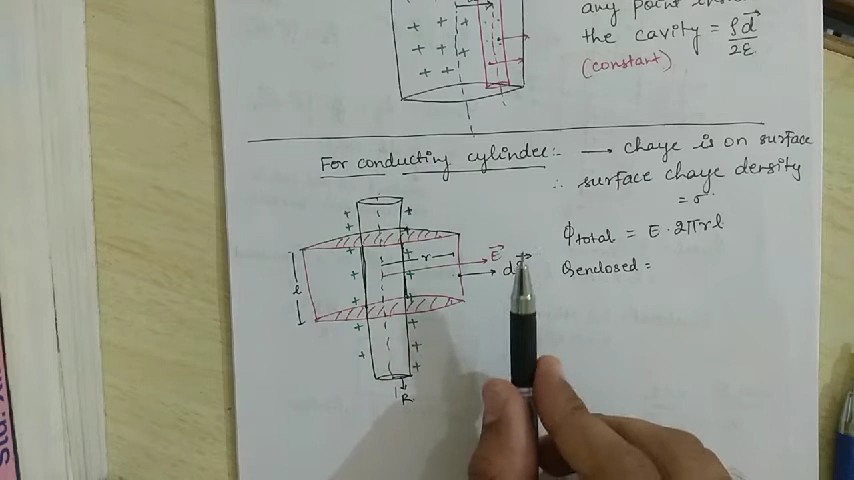 any point
the cavity = ρd⃗/2ε
(constant)
For conducting cylinder:- → charge is on surface
∴ surface charge density
= σ.
ϕtotal = E · 2πrl
r
E⃗
l
Qenclosed =
R
Std.